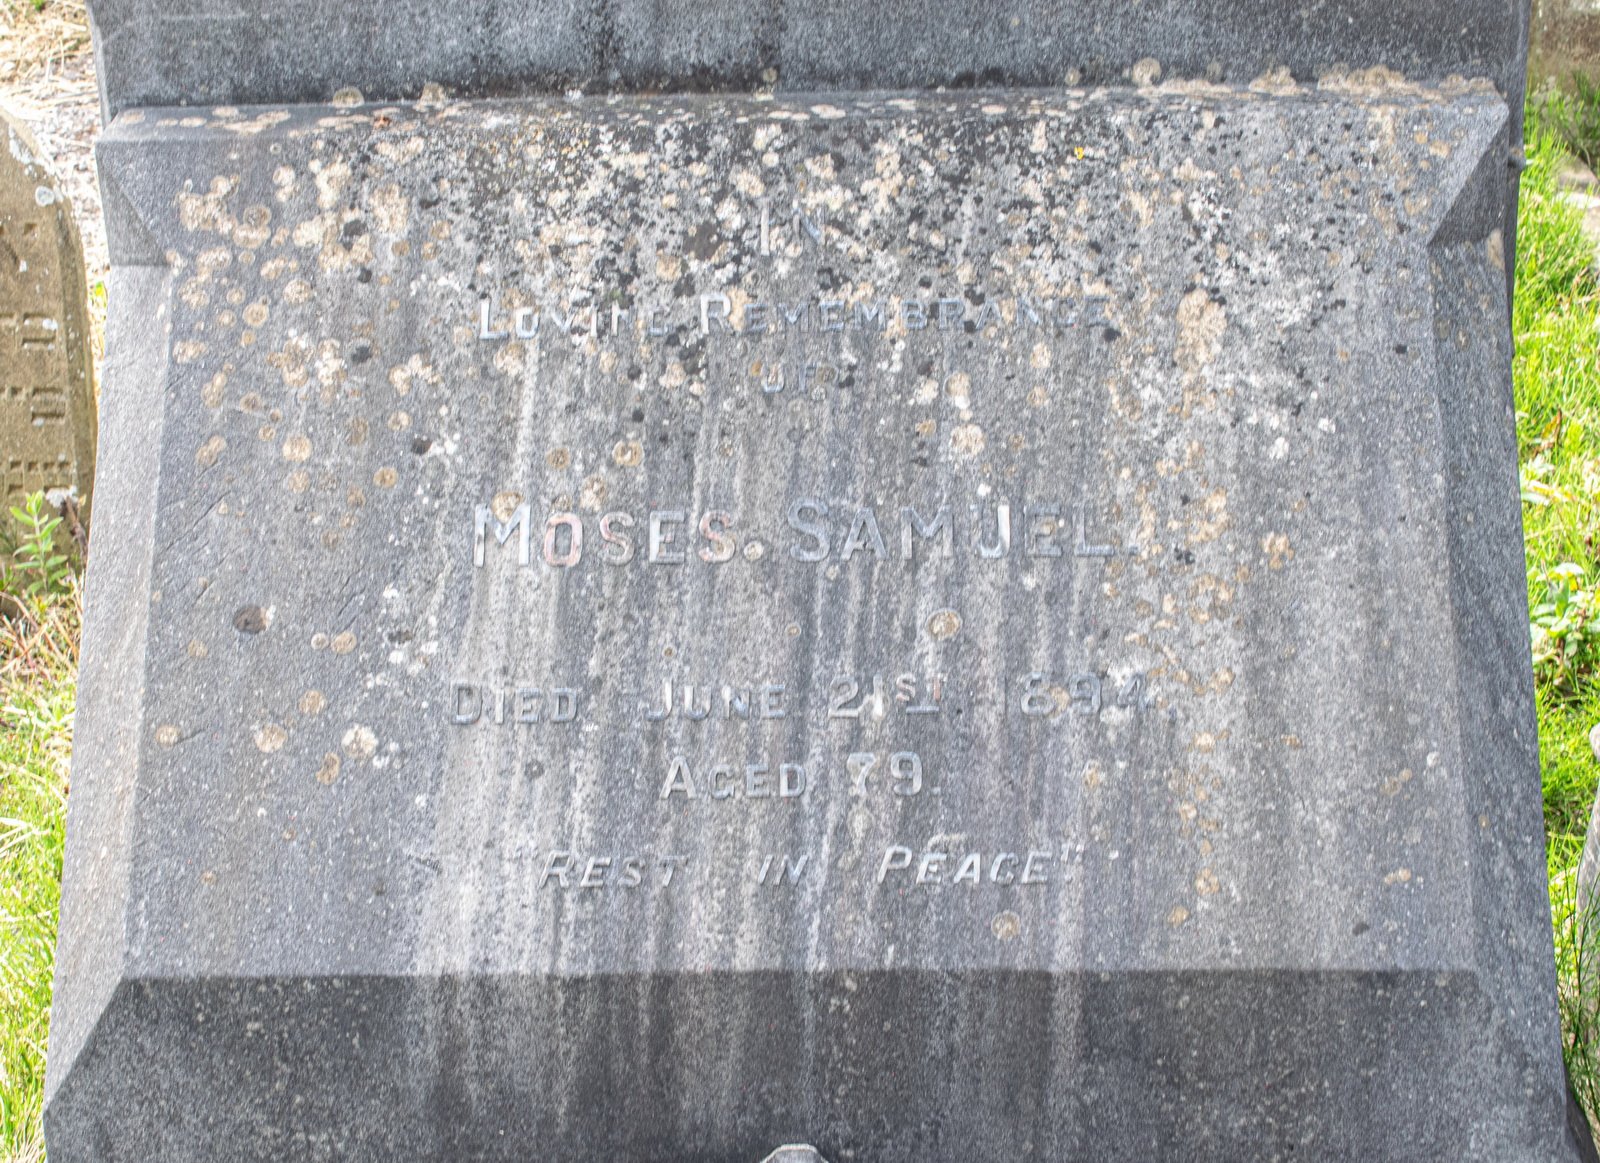 IN
LOVING REMEMBRANCE
OF
MOSES. SAMUEL.
DIED JUNE 21ST 1894.
AGED 79.
REST IN PEACE"